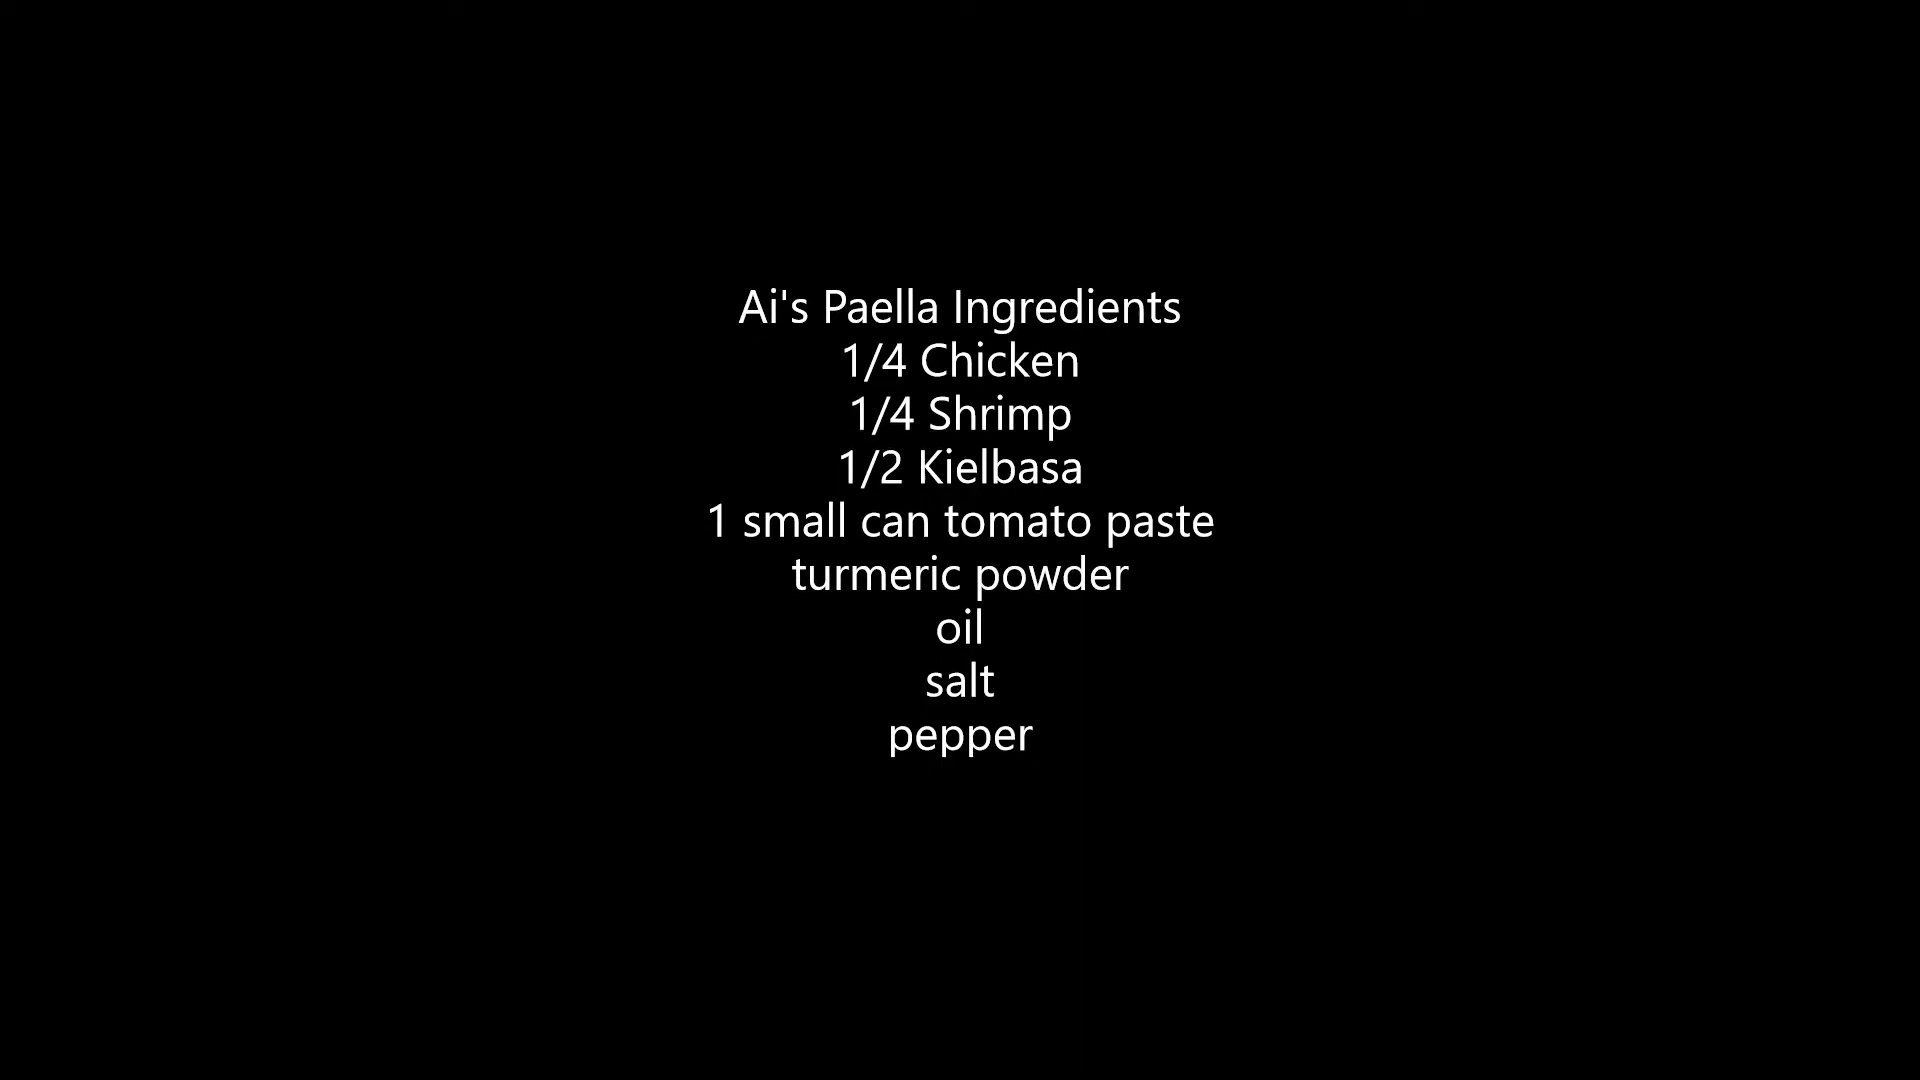 Ai's Paella Ingredients
1/4 Chicken
1/4 Shrimp
1/2 Kielbasa
1 small can tomato paste
turmeric powder
oil
salt
pepper